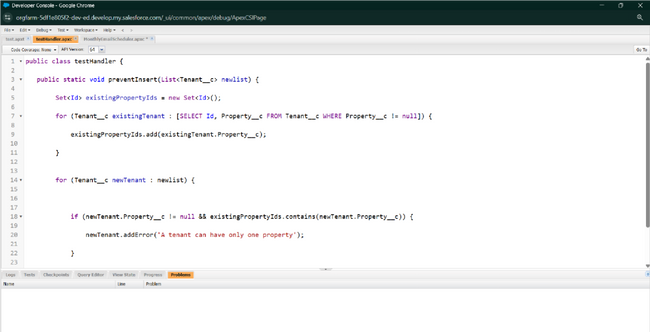 Developer Console - Google Chrome
orgfarm-5df1e805f2-dev-ed.develop.my.salesforce.com/_ui/common/apex/debug/ApexCSIPage
File Edit Debug Test Workspace Help < >
test.apxt testHandler.apxc MonthlyEmailScheduler.apxc
Code Coverage: None API Version: 64 Go To
1 public class testHandler {
2
3 public static void preventInsert(List<Tenant__c> newlist) {
4
5 Set<Id> existingPropertyIds = new Set<Id>();
6
7 for (Tenant__c existingTenant : [SELECT Id, Property__c FROM Tenant__c WHERE Property__c != null]) {
8
9 existingPropertyIds.add(existingTenant.Property__c);
10
11 }
12
13
14 for (Tenant__c newTenant : newlist) {
15
16
17
18 if (newTenant.Property__c != null && existingPropertyIds.contains(newTenant.Property__c)) {
19
20 newTenant.addError('A tenant can have only one property');
21
22 }
23
Logs Tests Checkpoints Query Editor View State Progress Problems
Name Line Problem